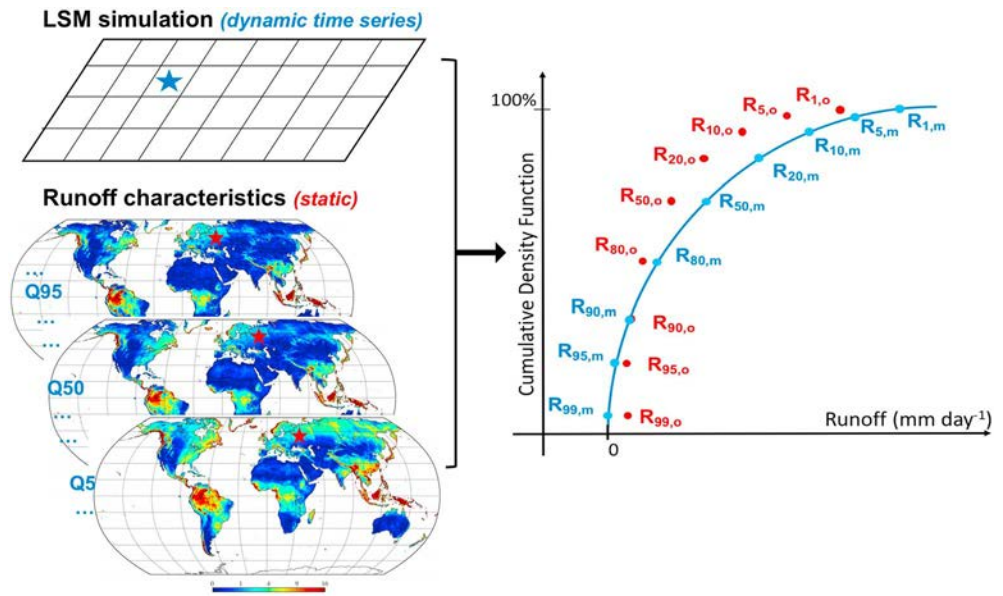 LSM simulation (dynamic time series)
Runoff characteristics (static)
...
Q95
...
Q50
...
Q5
...
Cumulative Density Function
100%
R1,o
R5,o
R10,o
R20,o
R50,o
R80,o
R90,o
R95,o
R99,o
R1,m
R5,m
R10,m
R20,m
R50,m
R80,m
R90,m
R95,m
R99,m
Runoff (mm day-1)
0